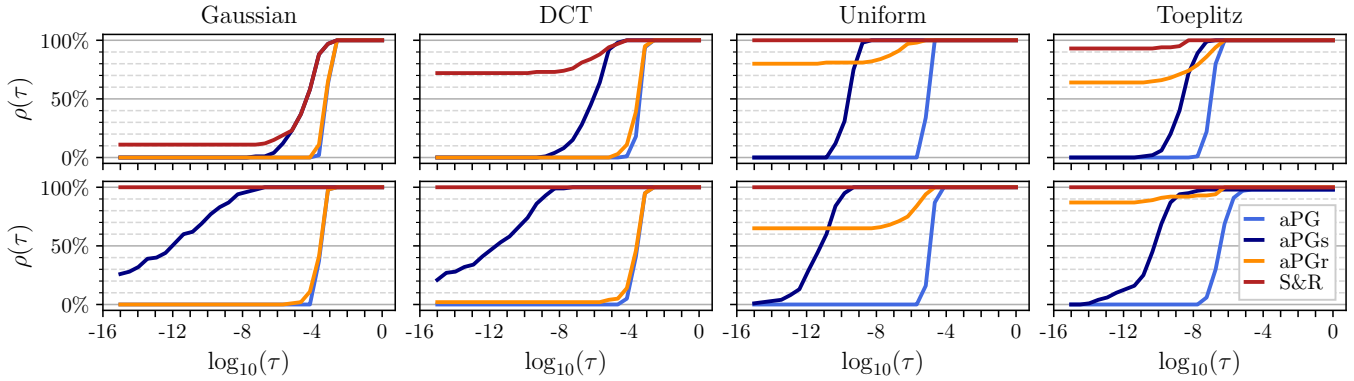 Gaussian DCT Uniform Toeplitz
100%
ρ(τ)
50%
0%
100%
ρ(τ)
50%
0%
aPG
aPGs
aPGr
S&R
-16 -12 -8 -4 0 -16 -12 -8 -4 0 -16 -12 -8 -4 0 -16 -12 -8 -4 0
log₁₀(τ) log₁₀(τ) log₁₀(τ) log₁₀(τ)